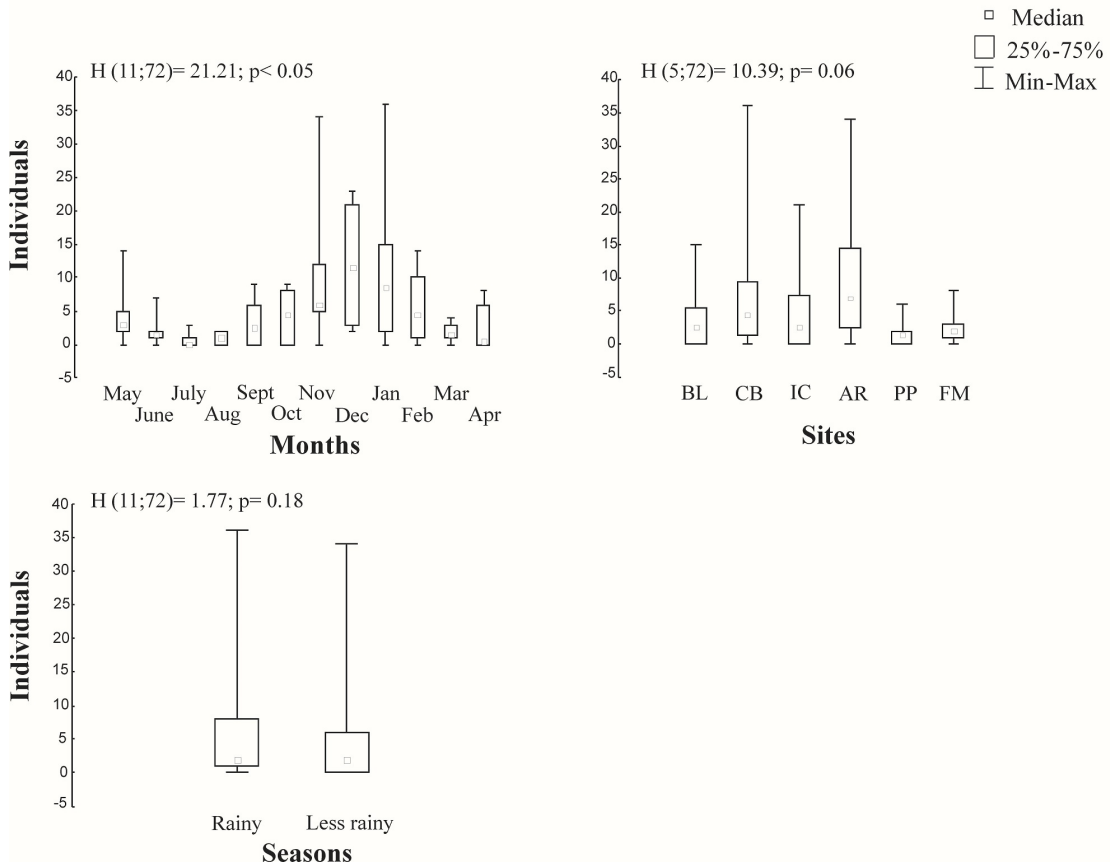 Median
25%-75%
Min-Max
H (11;72)= 21.21; p< 0.05
40
35
30
25
20
15
10
5
0
-5
Individuals
May
June
July
Aug
Sept
Oct
Nov
Dec
Jan
Feb
Mar
Apr
Months
H (5;72)= 10.39; p= 0.06
40
35
30
25
20
15
10
5
0
-5
BL CB IC AR PP FM
Sites
H (11;72)= 1.77; p= 0.18
40
35
30
25
20
15
10
5
0
-5
Individuals
Rainy Less rainy
Seasons